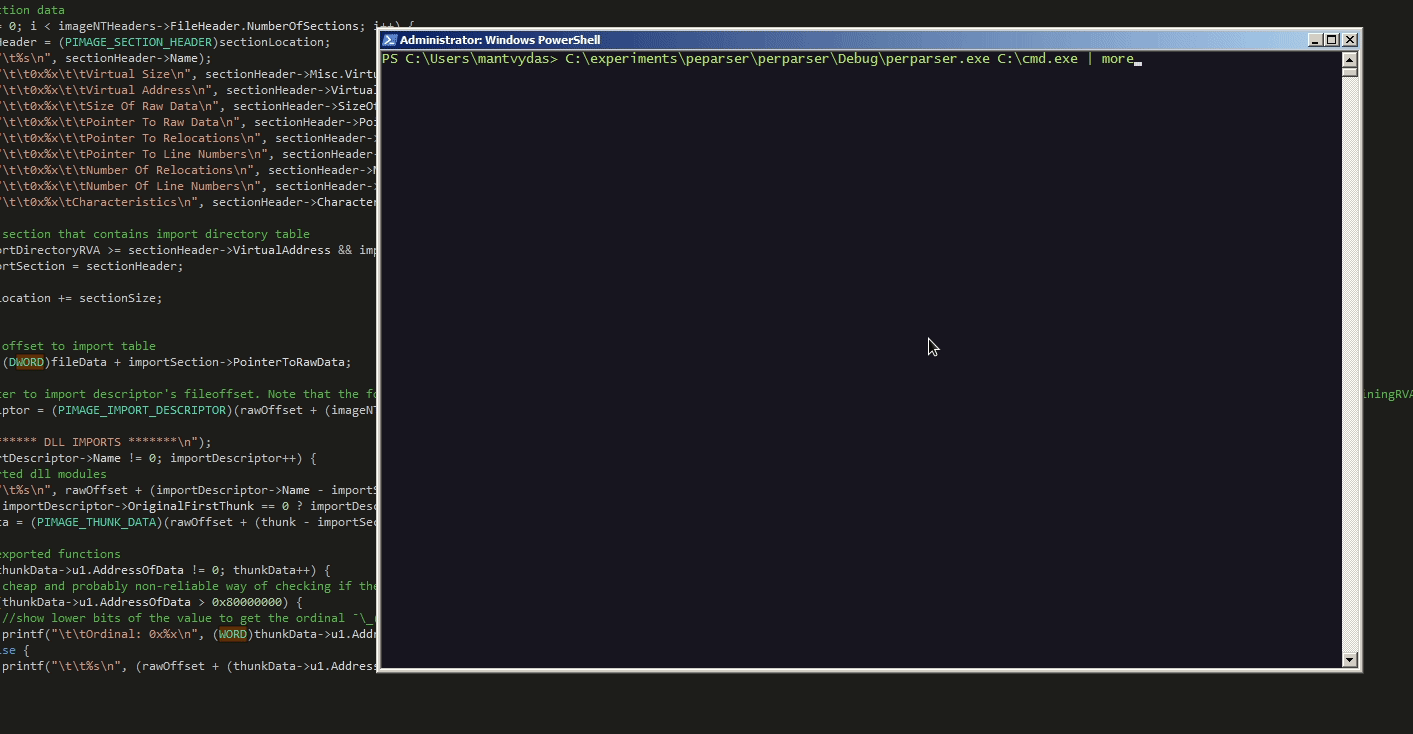 ction data
= 0; i < imageNTHeaders->FileHeader.NumberOfSections; i++) {
Header = (PIMAGE_SECTION_HEADER)sectionLocation;
"\t%s\n", sectionHeader->Name);
"\t\t0x%x\t\tVirtual Size\n", sectionHeader->Misc.Virtu
"\t\t0x%x\t\tVirtual Address\n", sectionHeader->Virtual
"\t\t0x%x\t\tSize Of Raw Data\n", sectionHeader->SizeOf
"\t\t0x%x\t\tPointer To Raw Data\n", sectionHeader->Poi
"\t\t0x%x\t\tPointer To Relocations\n", sectionHeader->
"\t\t0x%x\t\tPointer To Line Numbers\n", sectionHeader-
"\t\t0x%x\t\tNumber Of Relocations\n", sectionHeader->N
"\t\t0x%x\t\tNumber Of Line Numbers\n", sectionHeader->
"\t\t0x%x\tCharacteristics\n", sectionHeader->Character
section that contains import directory table
ortDirectoryRVA >= sectionHeader->VirtualAddress && imp
ortSection = sectionHeader;
Location += sectionSize;
offset to import table
(DWORD)fileData + importSection->PointerToRawData;
ter to import descriptor's fileoffset. Note that the fo
iningRVA
iptor = (PIMAGE_IMPORT_DESCRIPTOR)(rawOffset + (imageNT
****** DLL IMPORTS *******\n");
rtDescriptor->Name != 0; importDescriptor++) {
rted dll modules
"\t%s\n", rawOffset + (importDescriptor->Name - importS
importDescriptor->OriginalFirstThunk == 0 ? importDesc
ta = (PIMAGE_THUNK_DATA)(rawOffset + (thunk - importSec
exported functions
thunkData->u1.AddressOfData != 0; thunkData++) {
cheap and probably non-reliable way of checking if the
(thunkData->u1.AddressOfData > 0x80000000) {
//show lower bits of the value to get the ordinal ¯\_(
printf("\t\tOrdinal: 0x%x\n", (WORD)thunkData->u1.Addr
lse {
printf("\t\t%s\n", (rawOffset + (thunkData->u1.Address
Administrator: Windows PowerShell
PS C:\Users\mantvydas> C:\experiments\peparser\perparser\Debug\perparser.exe C:\cmd.exe | more